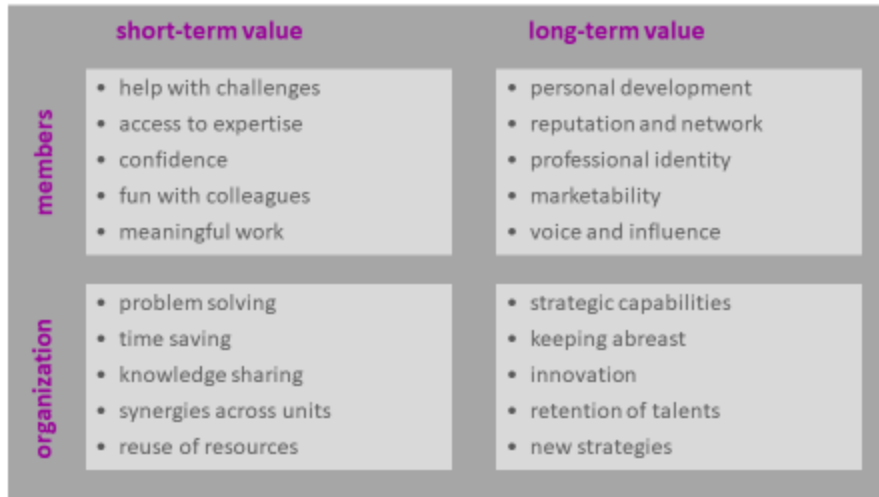 short-term value
long-term value
members
• help with challenges
• access to expertise
• confidence
• fun with colleagues
• meaningful work
• personal development
• reputation and network
• professional identity
• marketability
• voice and influence
organization
• problem solving
• time saving
• knowledge sharing
• synergies across units
• reuse of resources
• strategic capabilities
• keeping abreast
• innovation
• retention of talents
• new strategies